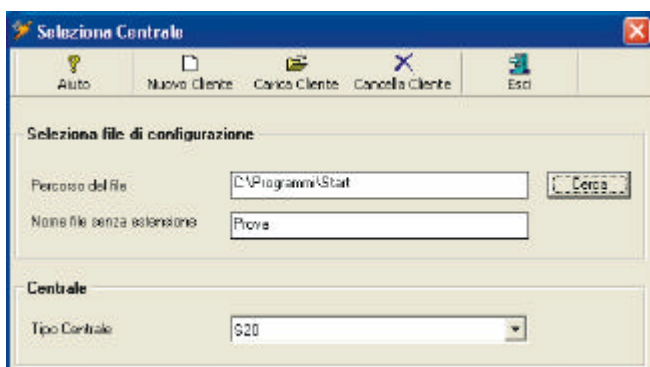 Seleziona Centrale
Aiuto Nuovo Cliente Carica Cliente Cancella Cliente Esci
Seleziona file di configurazione
Percorso del file C:\Programmi\Start Cerca
Nome file senza estensione Prova
Centrale
Tipo Centrale S20